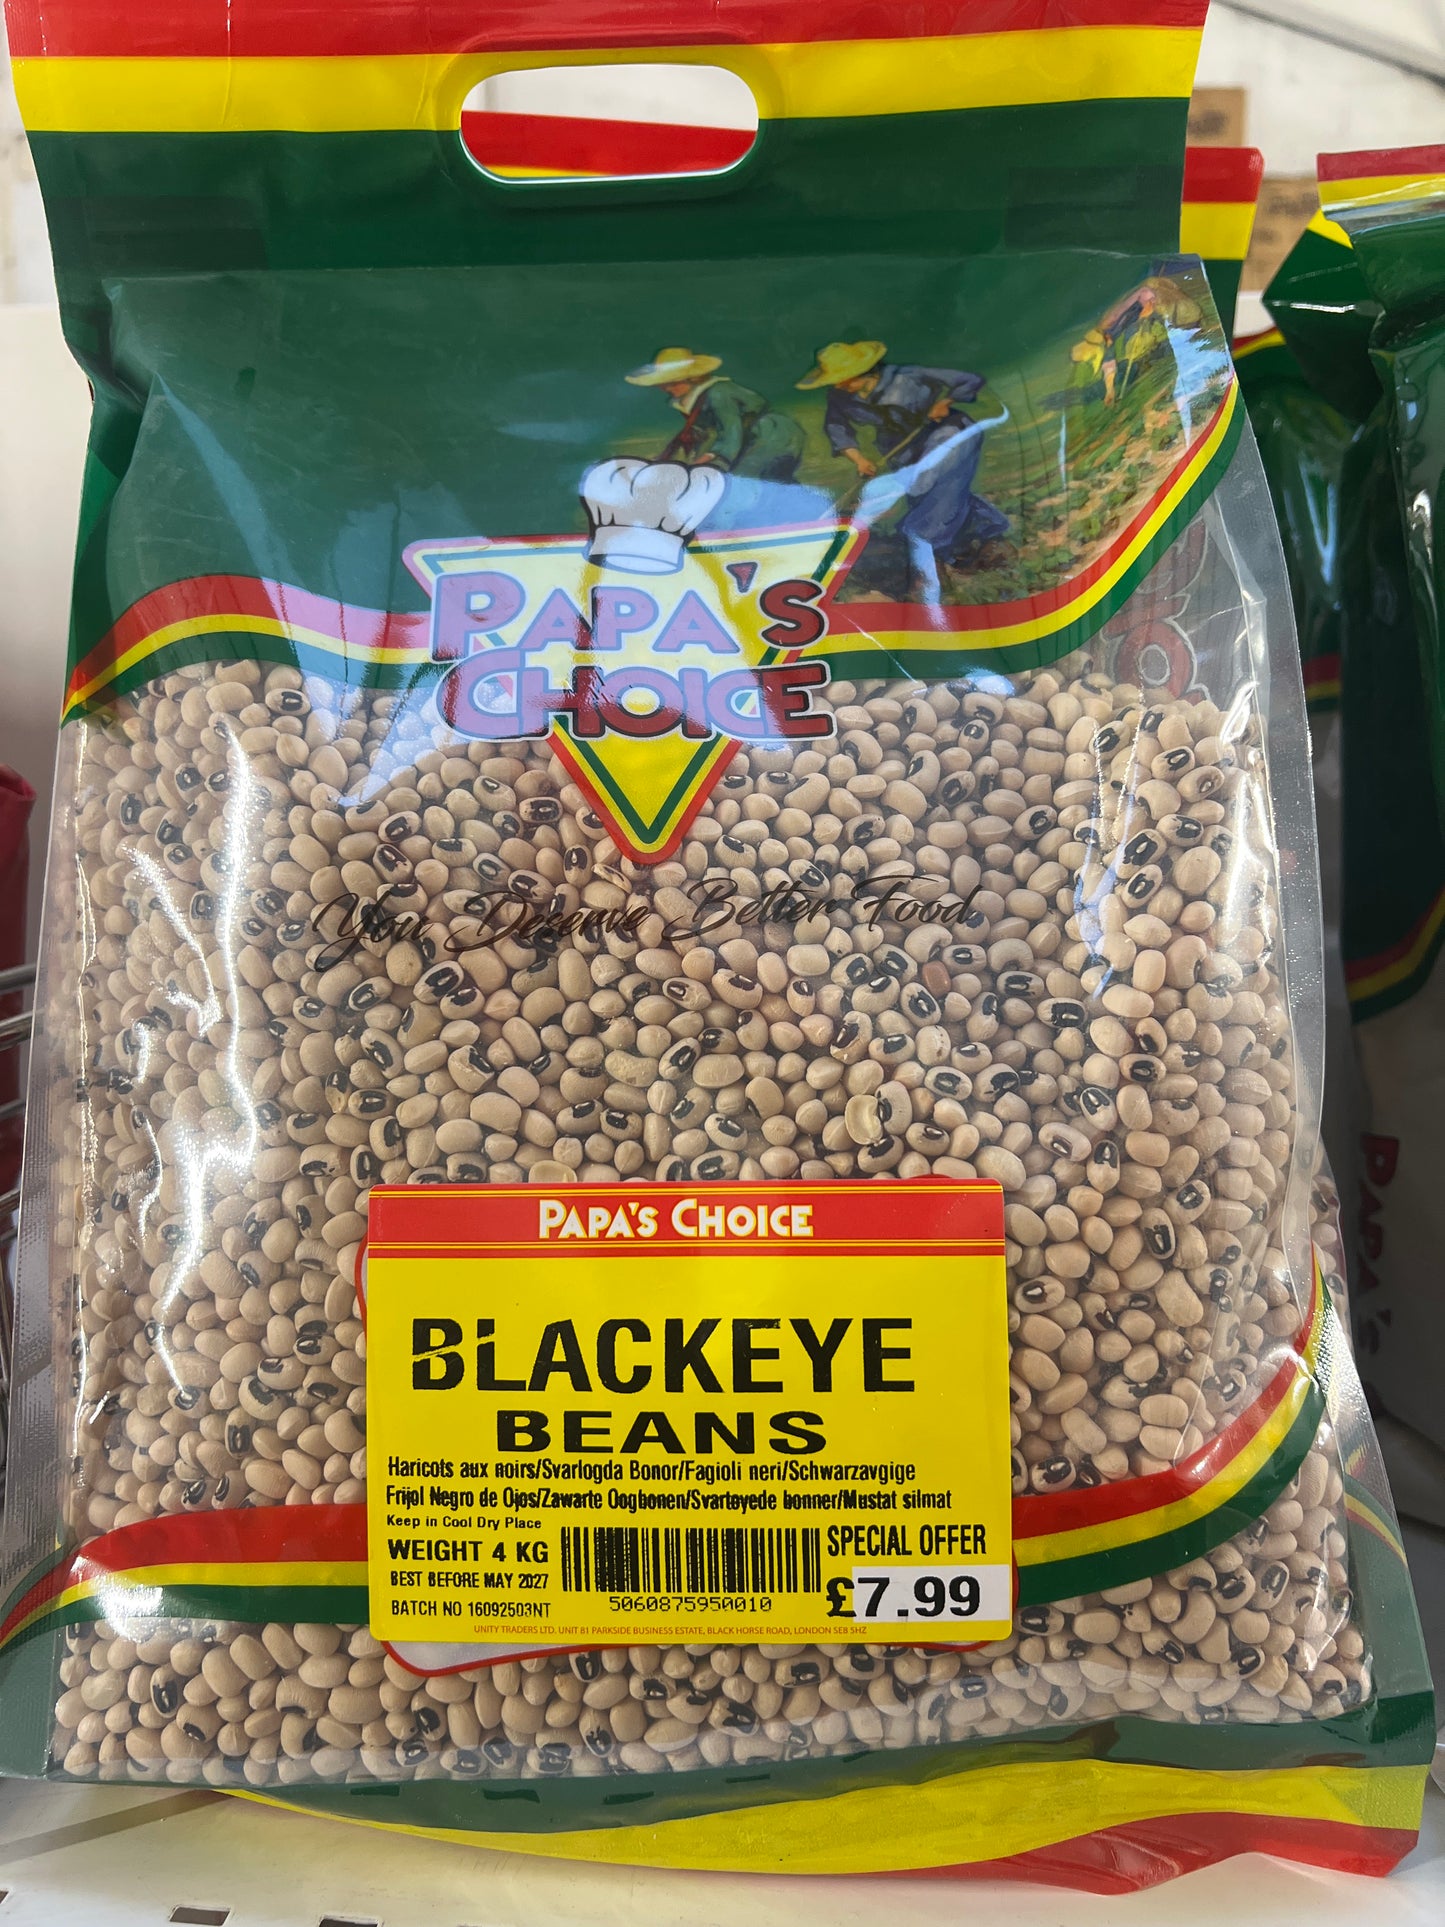 PAPA'S
CHOICE
You Deserve Better Food
PAPA'S CHOICE
BLACKEYE
BEANS
Haricots aux noirs/Svarlogda Bonor/Fagioli neri/Schwarzavgige
Frijol Negro de Ojos/Zawarte Oogbonen/Svartoyede bonner/Mustat silmat
Keep in Cool Dry Place
WEIGHT 4 KG
BEST BEFORE MAY 2027
BATCH NO 16092503NT
5060875950010
SPECIAL OFFER
£7.99
UNITY TRADERS LTD. UNIT 81 PARKSIDE BUSINESS ESTATE, BLACK HORSE ROAD, LONDON SE8 5HZ
PAPA'S